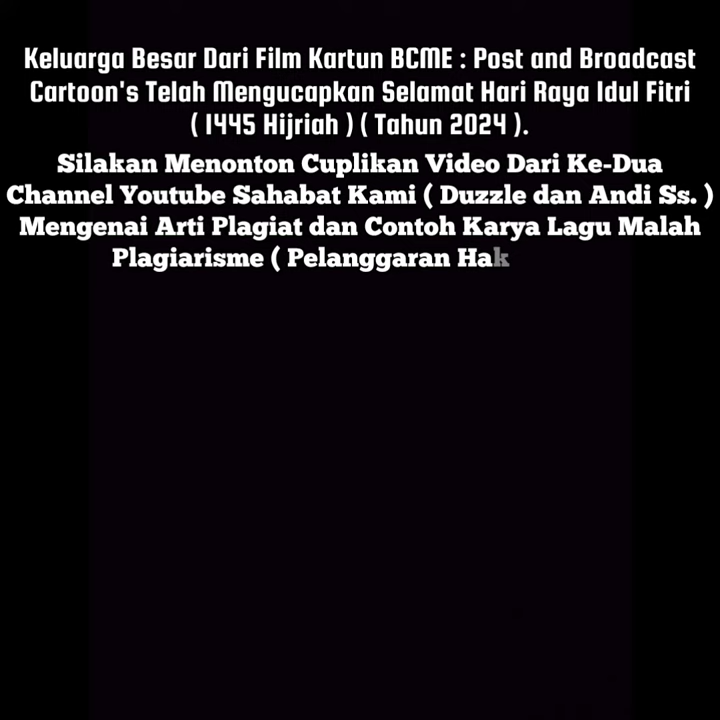 Keluarga Besar Dari Film Kartun BCME : Post and Broadcast
Cartoon's Telah Mengucapkan Selamat Hari Raya Idul Fitri
( 1445 Hijriah ) ( Tahun 2024 ).
Silakan Menonton Cuplikan Video Dari Ke-Dua
Channel Youtube Sahabat Kami ( Duzzle dan Andi Ss. )
Mengenai Arti Plagiat dan Contoh Karya Lagu Malah
Plagiarisme ( Pelanggaran Hak